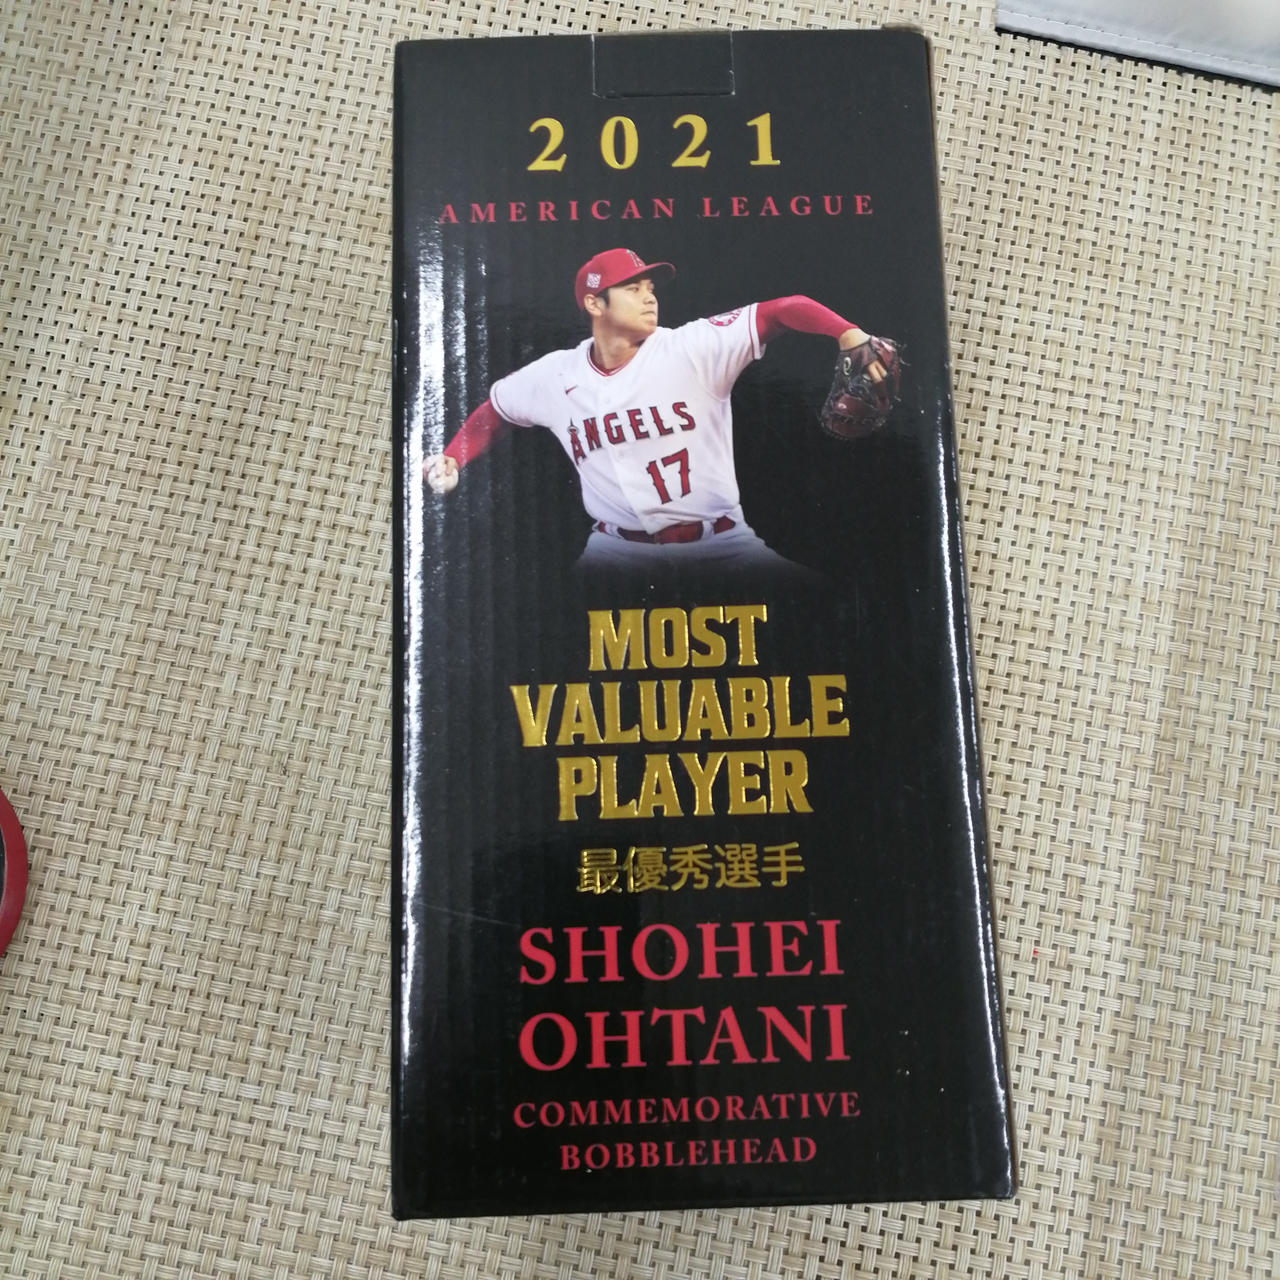 2021
AMERICAN LEAGUE
ANGELS
17
MOST
VALUABLE
PLAYER
最優秀選手
SHOHEI
OHTANI
COMMEMORATIVE
BOBBLEHEAD